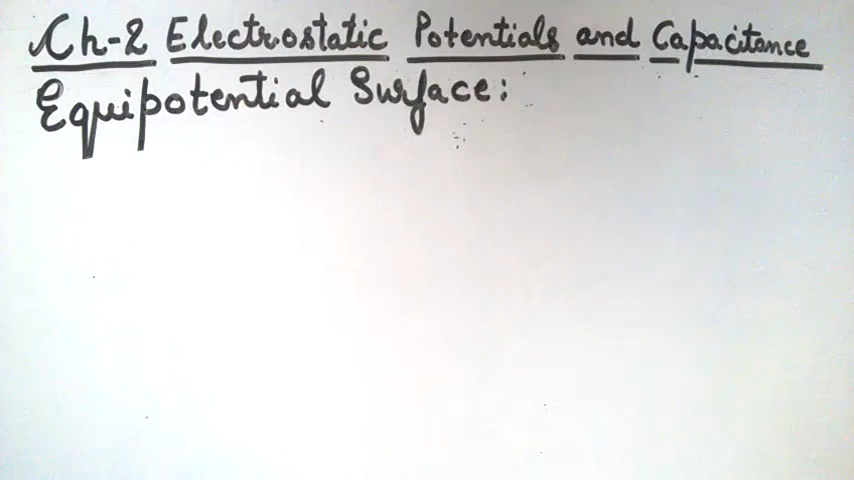 Ch-2 Electrostatic Potentials and Capacitance
Equipotential Surface: